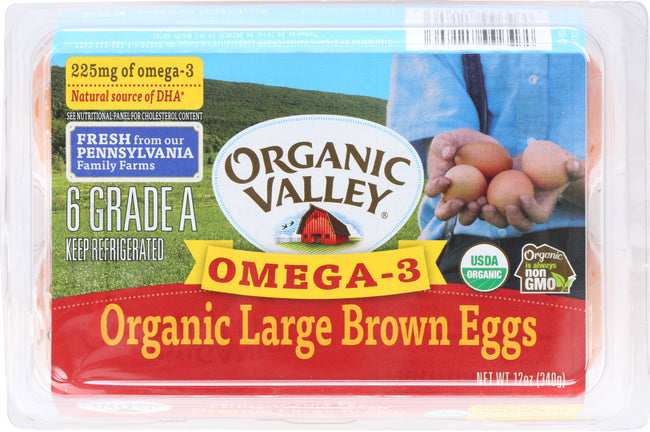 225mg of omega-3
Natural source of DHA*
SEE NUTRITIONAL PANEL FOR CHOLESTEROL CONTENT
FRESH from our
PENNSYLVANIA
Family Farms
6 GRADE A
KEEP REFRIGERATED
ORGANIC
VALLEY®
OMEGA-3
USDA
ORGANIC
Organic
is always
non
GMO
Organic Large Brown Eggs
NET WT 12oz (340g)